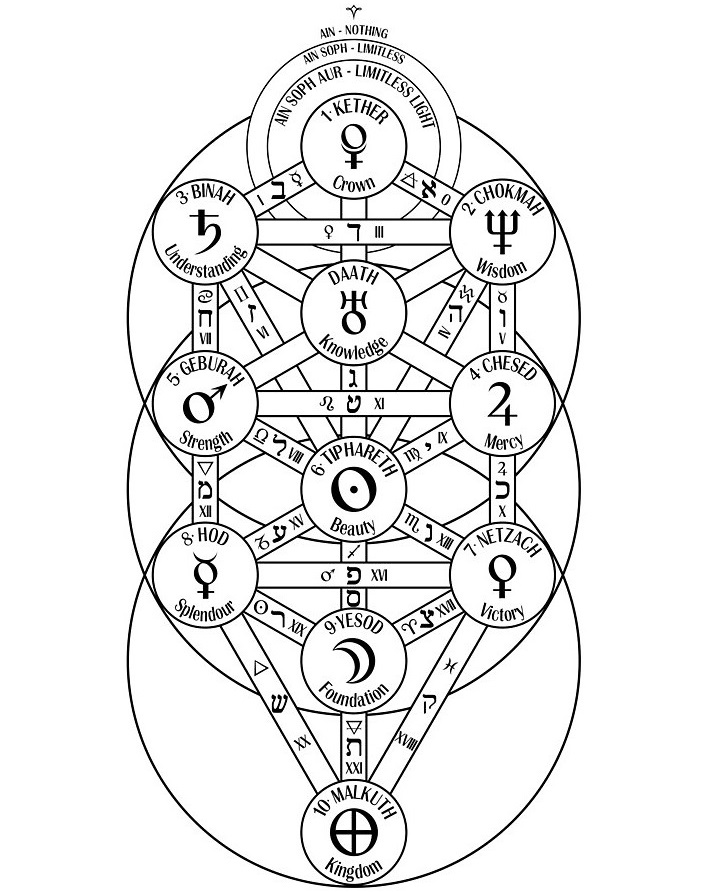 AIN - NOTHING
AIN SOPH - LIMITLESS
AIN SOPH AUR - LIMITLESS LIGHT
1·KETHER
Crown
3·BINAH
Understanding
I ב ☿
🜁 א 0
2·CHOKMAH
Wisdom
♀ ד III
DAATH
Knowledge
♋ ח VII
♊ ז VI
♒ ה IV
♉ ו V
5·GEBURAH
Strength
ג
♌ ט XI
4·CHESED
Mercy
♎ ל VIII
♍ י IX
6·TIPHARETH
Beauty
▽ מ XII
♃ כ X
8·HOD
Splendour
♑ ע XV
♏ נ XIII
7·NETZACH
Victory
♐
♂ פ XVI
ס
☉ ר XIX
♈ צ XVII
9·YESOD
Foundation
△ ש XX
♓ ק XVIII
🜃 ת XXI
10·MALKUTH
Kingdom